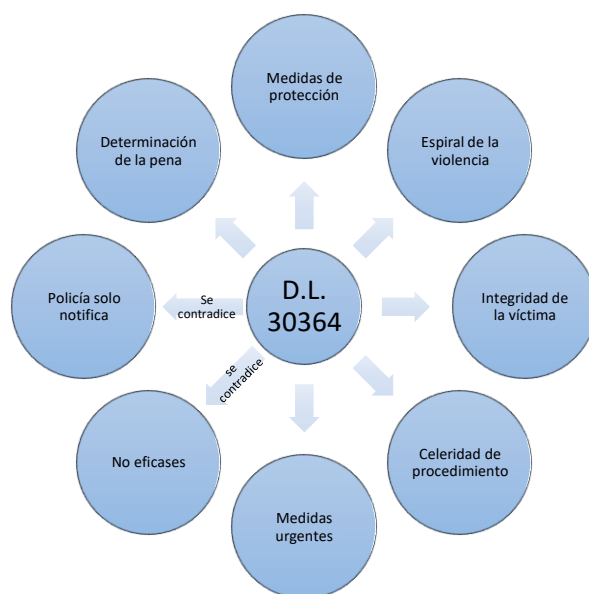 Medidas de
protección
Determinación
de la pena
Espiral de la
violencia
Policía solo
notifica
Se
contradice
D.L.
30364
Integridad de
la víctima
se
contradice
No eficases
Celeridad de
procedimiento
Medidas
urgentes